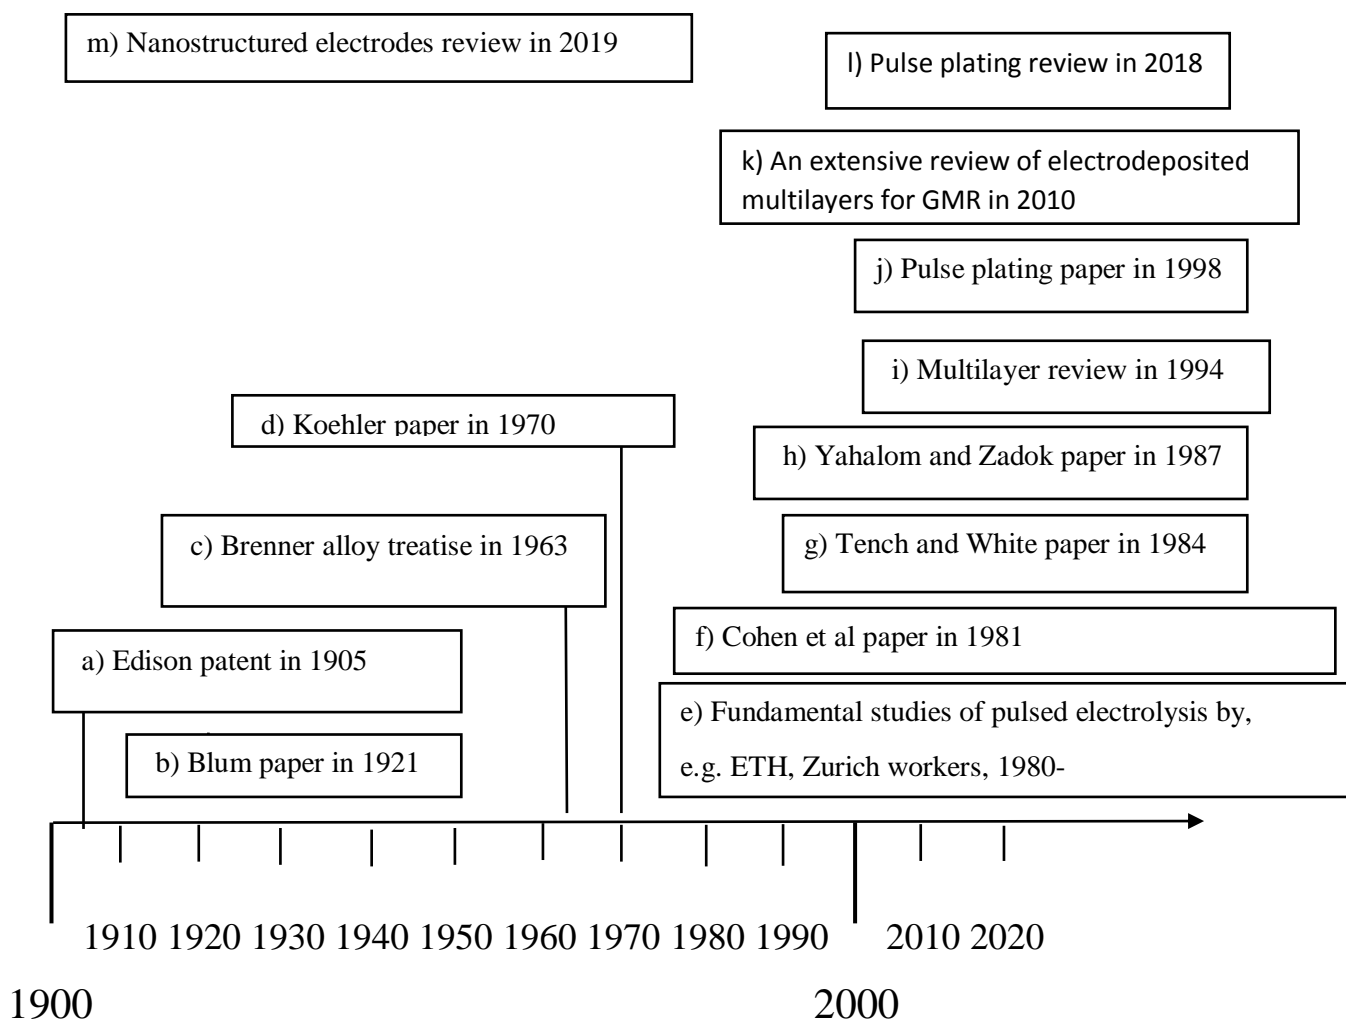 m) Nanostructured electrodes review in 2019
l) Pulse plating review in 2018
k) An extensive review of electrodeposited
multilayers for GMR in 2010
j) Pulse plating paper in 1998
i) Multilayer review in 1994
d) Koehler paper in 1970
h) Yahalom and Zadok paper in 1987
c) Brenner alloy treatise in 1963
g) Tench and White paper in 1984
f) Cohen et al paper in 1981
a) Edison patent in 1905
e) Fundamental studies of pulsed electrolysis by,
e.g. ETH, Zurich workers, 1980-
b) Blum paper in 1921
1910 1920 1930 1940 1950 1960 1970 1980 1990 2010 2020
1900 2000